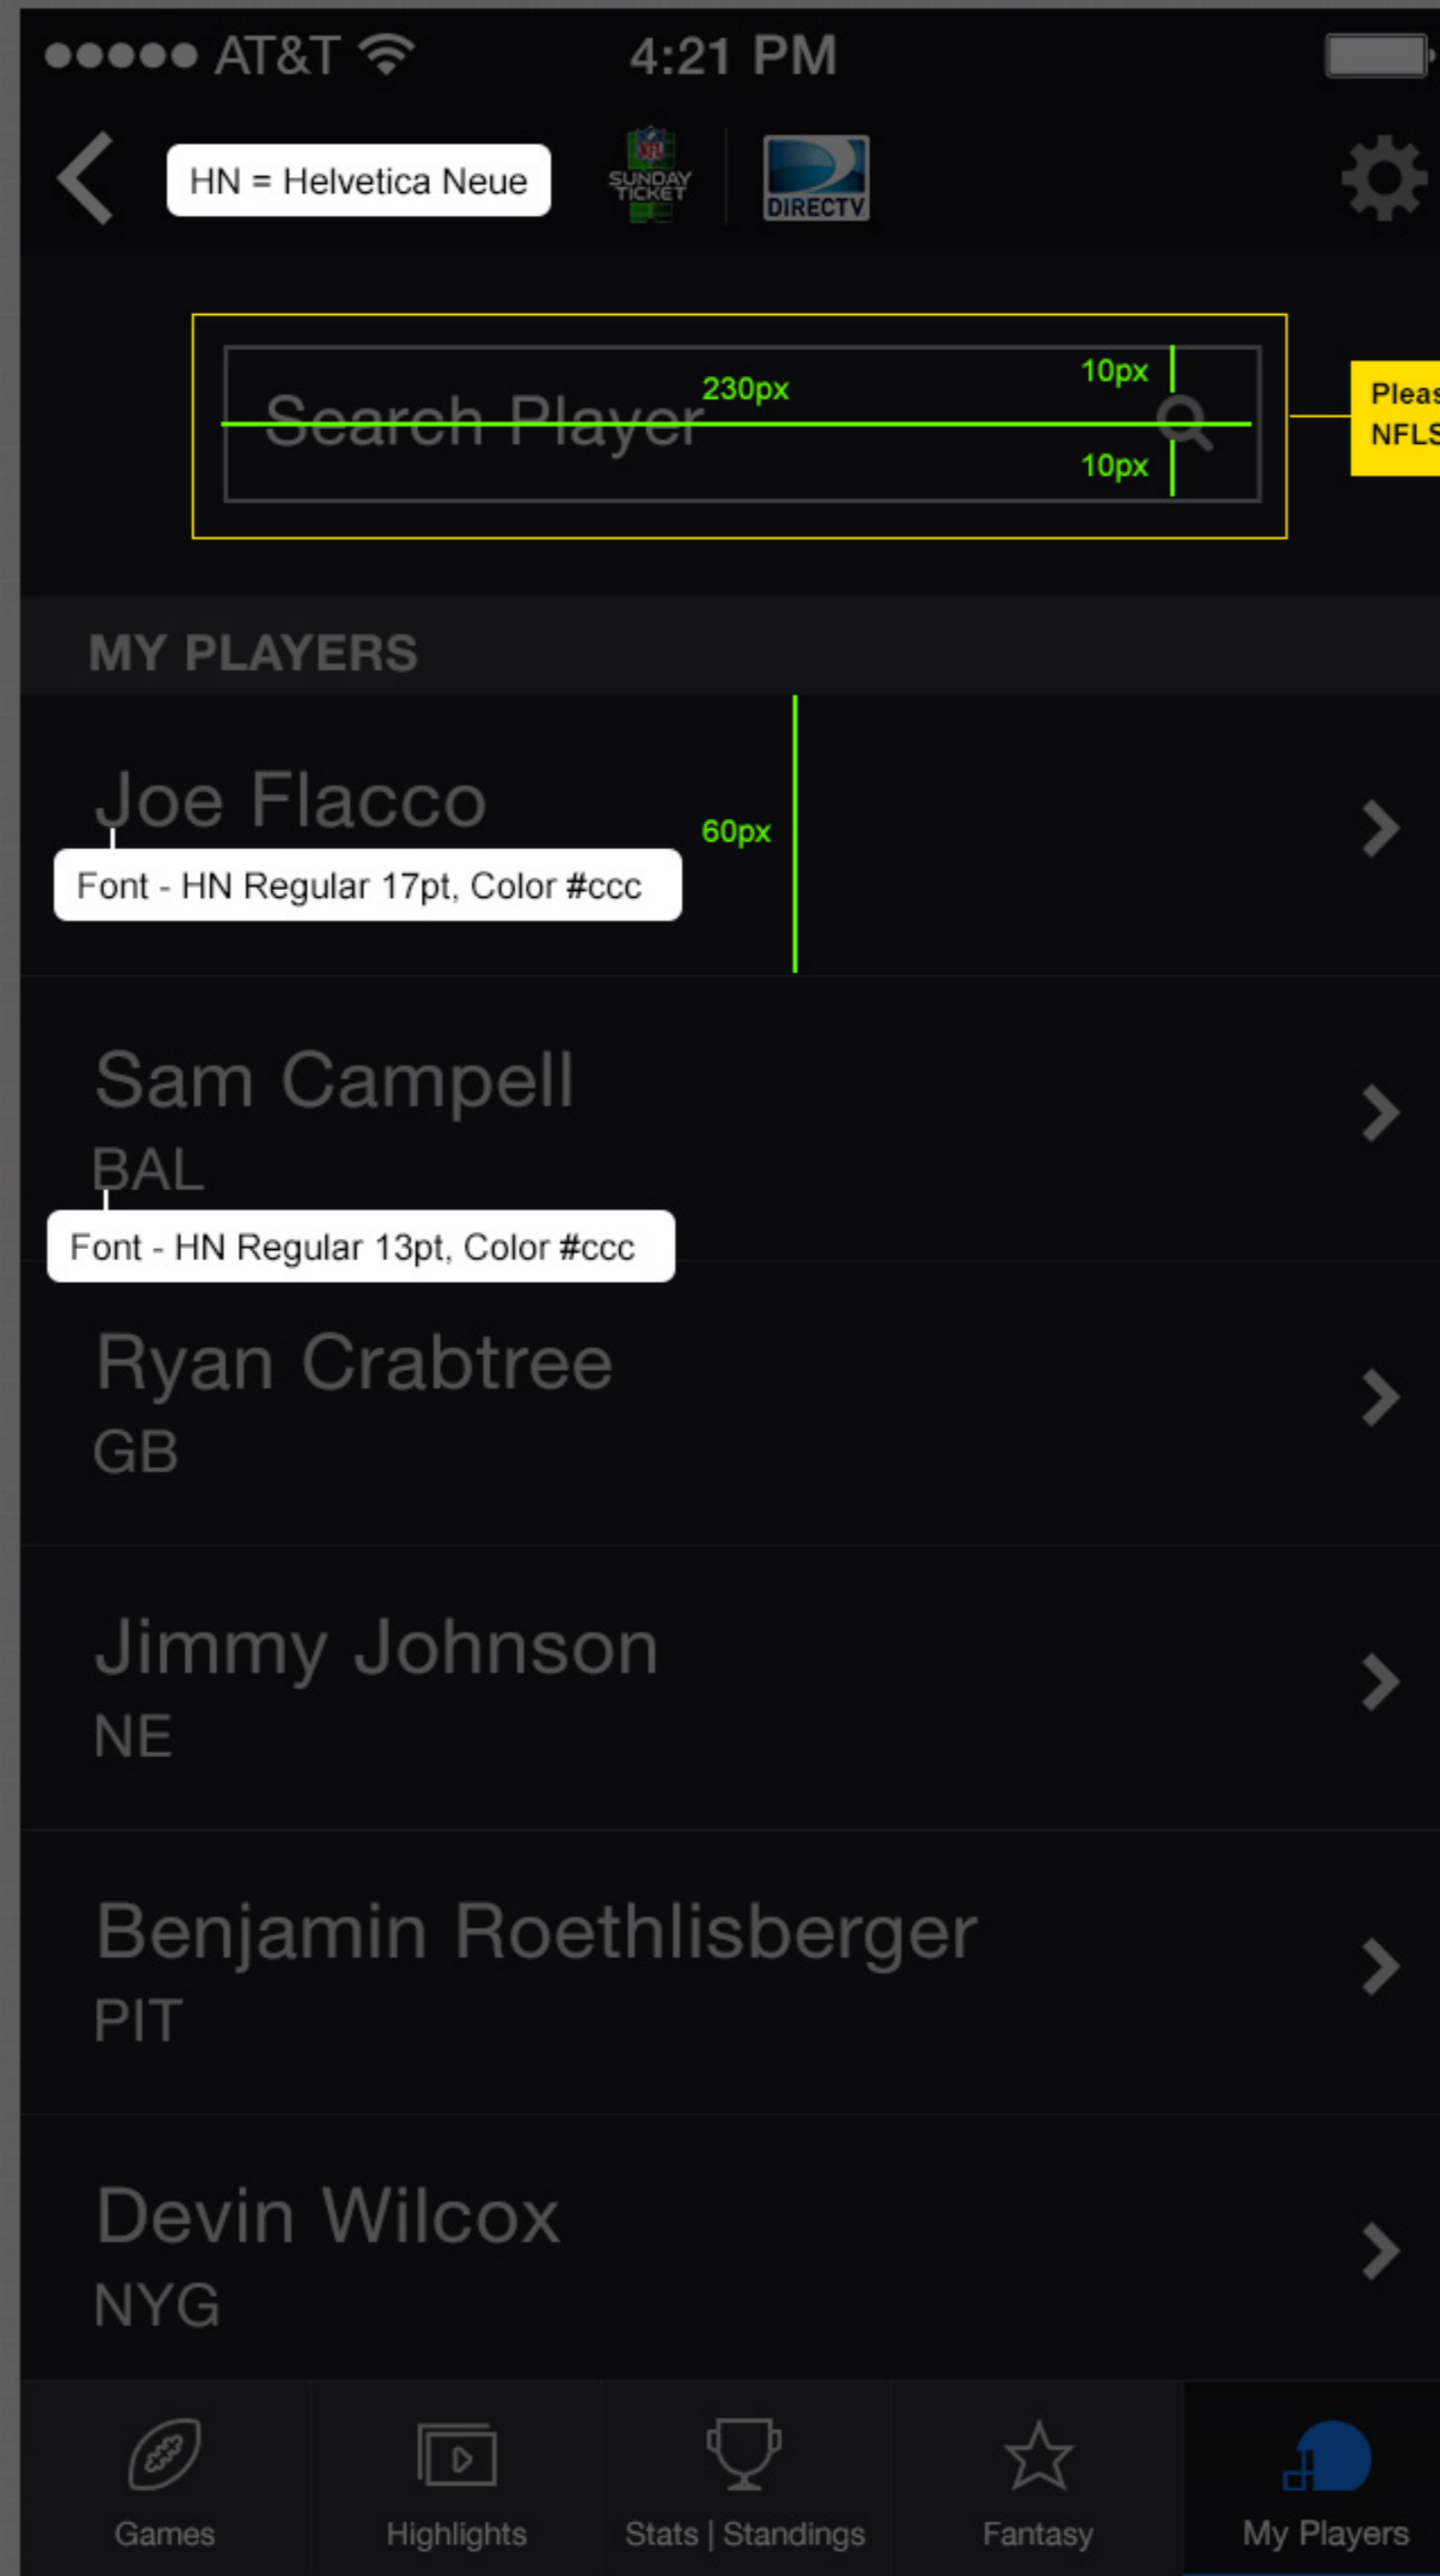 AT&T 4:21 PM
HN = Helvetica Neue
NFL
SUNDAY
TICKET
DIRECTV
Search Player
230px
10px
10px
Pleas
NFLS
MY PLAYERS
Joe Flacco
60px
Font - HN Regular 17pt, Color #ccc
Sam Campell
BAL
Font - HN Regular 13pt, Color #ccc
Ryan Crabtree
GB
Jimmy Johnson
NE
Benjamin Roethlisberger
PIT
Devin Wilcox
NYG
Games Highlights Stats | Standings Fantasy My Players